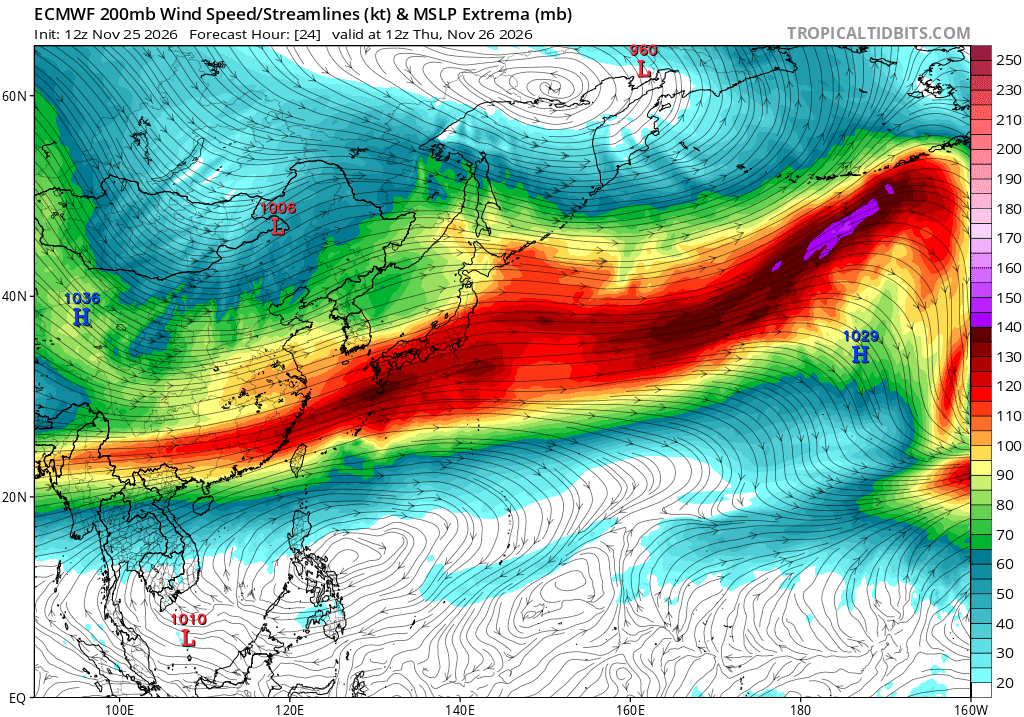 ECMWF 200mb Wind Speed/Streamlines (kt) & MSLP Extrema (mb)
Init: 12z Nov 25 2026 Forecast Hour: [24] valid at 12z Thu, Nov 26 2026
TROPICALTIDBITS.COM
960
L
1006
L
1036
H
1029
H
1010
L
60N
40N
20N
EQ
100E
120E
140E
160E
180
160W
250
230
210
200
190
180
170
160
150
140
130
120
110
100
90
80
70
60
50
40
30
20